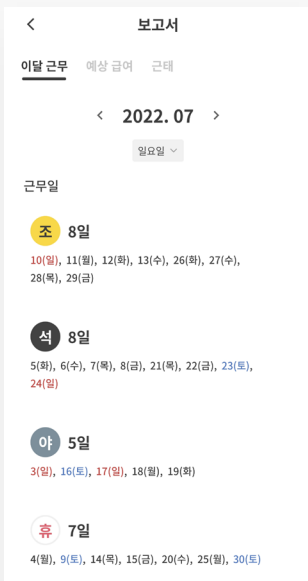 보고서
이달 근무 예상 급여 근태
2022. 07
일요일
근무일
조 8일
10(일), 11(월), 12(화), 13(수), 26(화), 27(수),
28(목), 29(금)
석 8일
5(화), 6(수), 7(목), 8(금), 21(목), 22(금), 23(토),
24(일)
야 5일
3(일), 16(토), 17(일), 18(월), 19(화)
휴 7일
4(월), 9(토), 14(목), 15(금), 20(수), 25(월), 30(토)